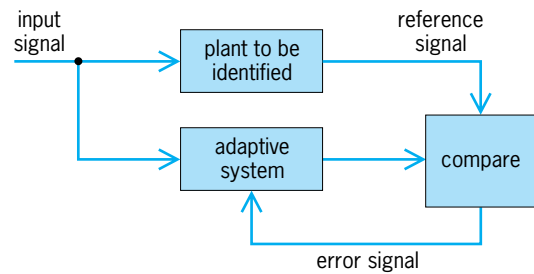 input
signal
plant to be
identified
reference
signal
adaptive
system
compare
error signal